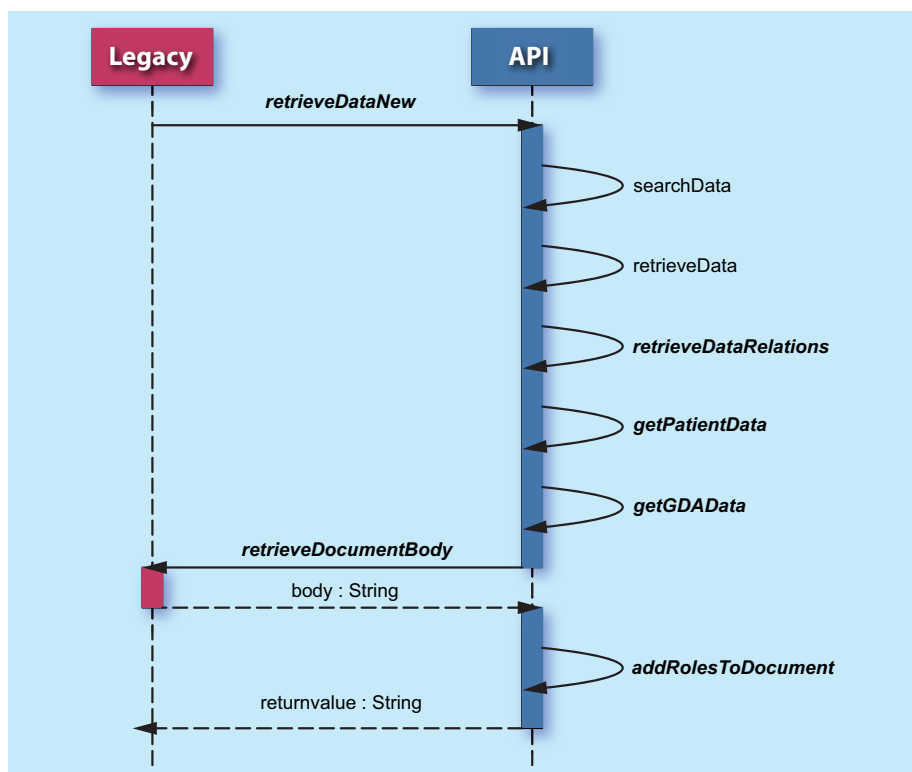 Legacy
API
retrieveDataNew
searchData
retrieveData
retrieveDataRelations
getPatientData
getGDAData
retrieveDocumentBody
body : String
addRolesToDocument
returnvalue : String